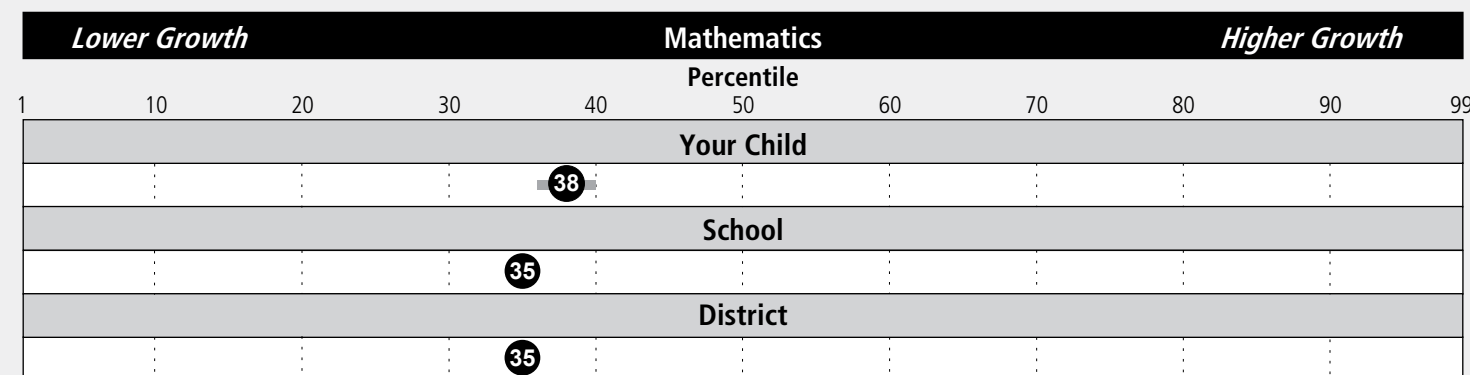 Lower Growth Mathematics Higher Growth
Percentile
1 10 20 30 40 50 60 70 80 90 99
Your Child
38
School
35
District
35